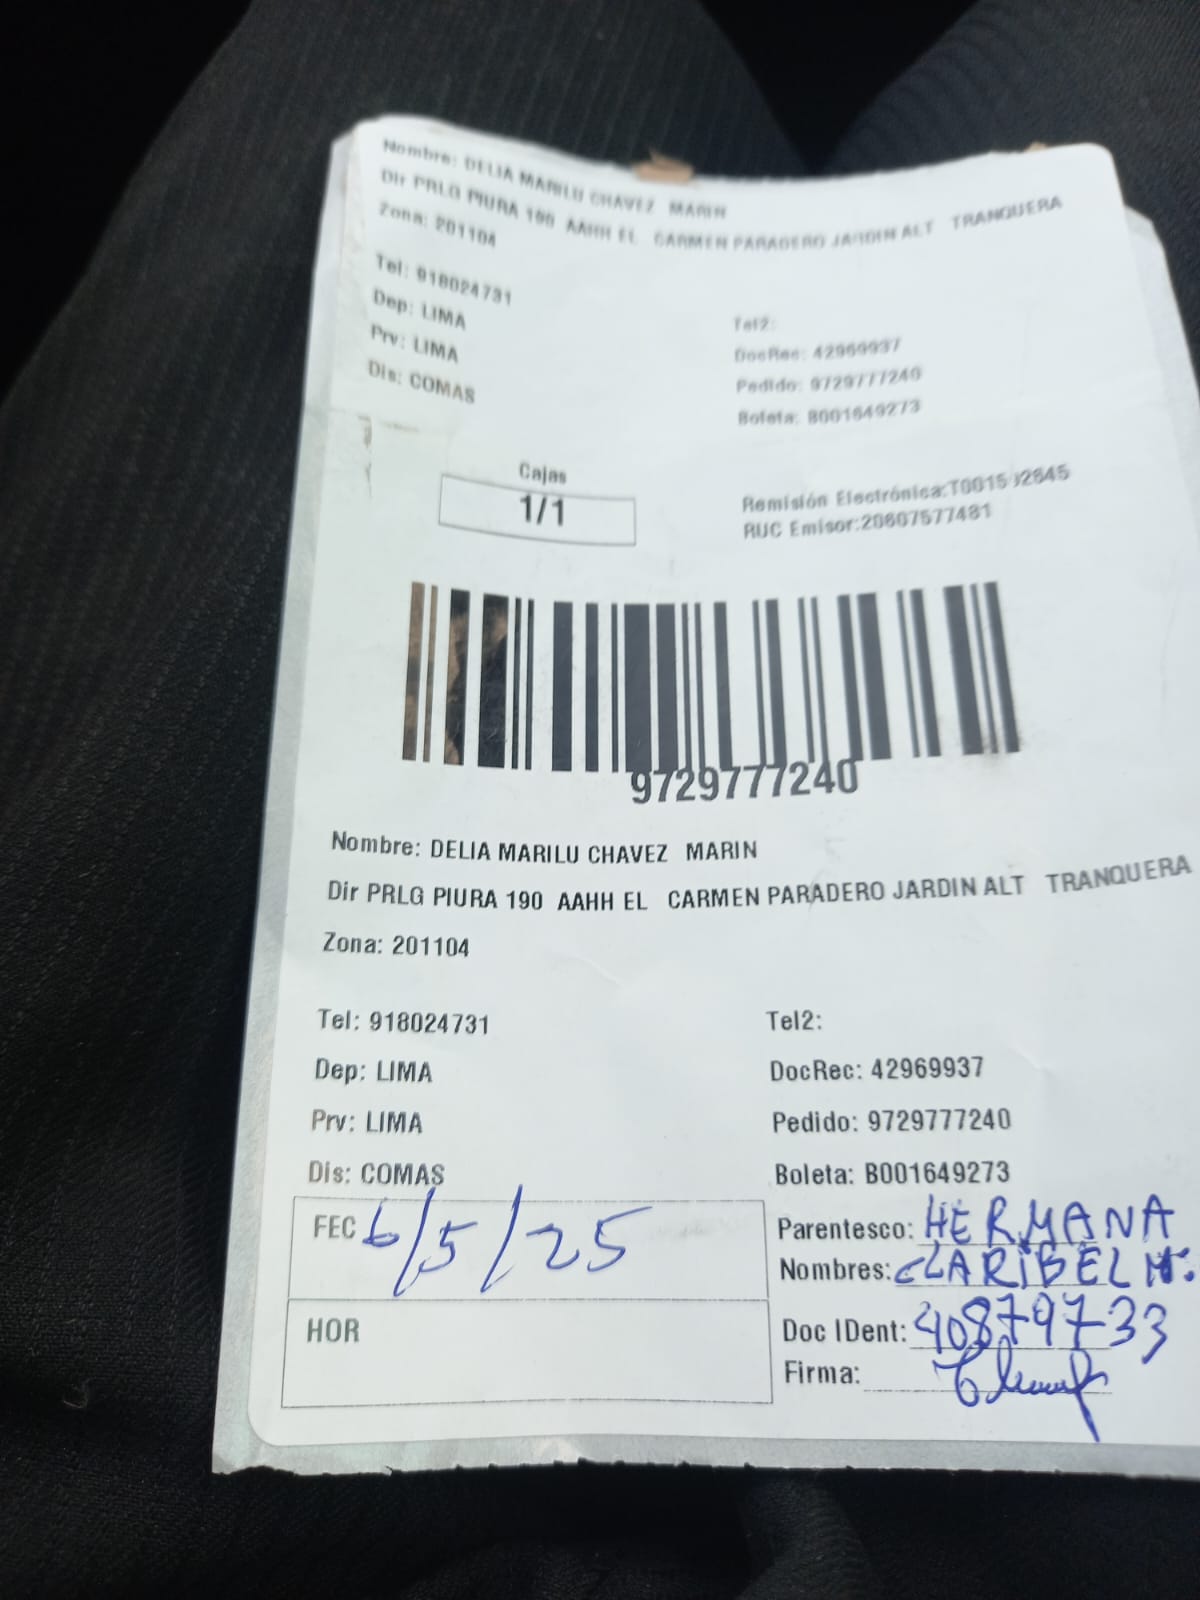 Nombre: DELIA MARILU CHAVEZ MARIN
Dir PRLG PIURA 190 AAHH EL CARMEN PARADERO JARDIN ALT TRANQUERA
Zona: 201104
Tel: 918024731
Dep: LIMA
Prv: LIMA
Dis: COMAS
Tel2:
DocRec: 42969937
Pedido: 9729777240
Boleta: B001649273
Cajas
1/1
Remisión Electrónica:
RUC Emisor:20607577481
9729777240
Nombre: DELIA MARILU CHAVEZ MARIN
Dir PRLG PIURA 190 AAHH EL CARMEN PARADERO JARDIN ALT TRANQUERA
Zona: 201104
Tel: 918024731
Dep: LIMA
Prv: LIMA
Dis: COMAS
Tel2:
DocRec: 42969937
Pedido: 9729777240
Boleta: B001649273
FEC 6/5/25
HOR
Parentesco: HERMANA
Nombres: CLARIBEL
Doc IDent: 40879733
Firma: